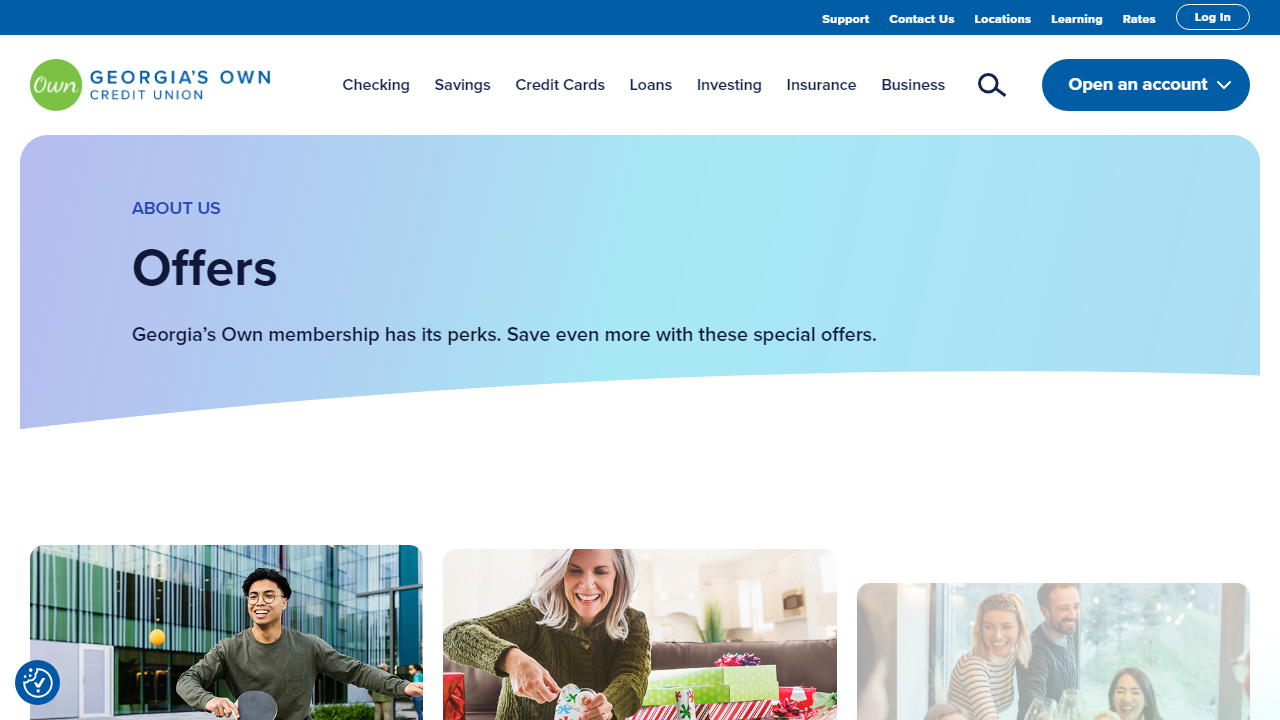 Support Contact Us Locations Learning Rates Log In
Own GEORGIA'S OWN
CREDIT UNION
Checking Savings Credit Cards Loans Investing Insurance Business Open an account
ABOUT US
Offers
Georgia’s Own membership has its perks. Save even more with these special offers.